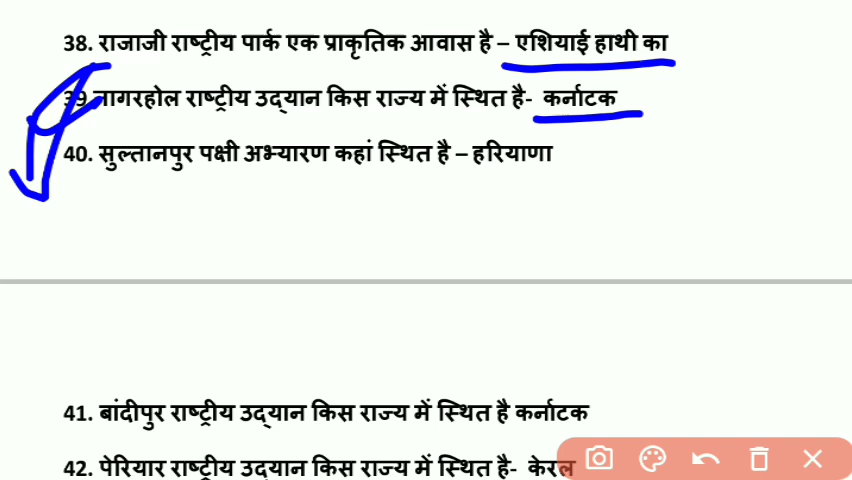 38. राजाजी राष्ट्रीय पार्क एक प्राकृतिक आवास है – एशियाई हाथी का
39. नागरहोल राष्ट्रीय उद्यान किस राज्य में स्थित है- कर्नाटक
40. सुल्तानपुर पक्षी अभ्यारण कहां स्थित है – हरियाणा
41. बांदीपुर राष्ट्रीय उद्यान किस राज्य में स्थित है कर्नाटक
42. पेरियार राष्ट्रीय उद्यान किस राज्य में स्थित है- केरल